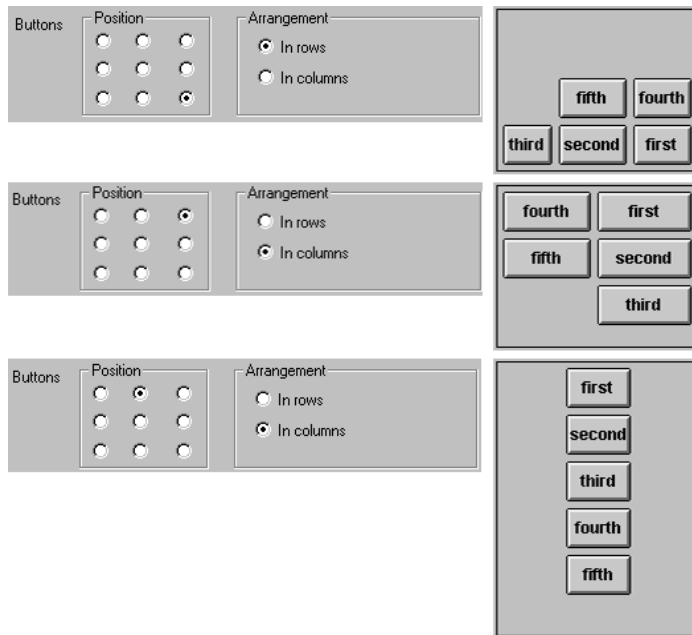 Buttons
Position
Arrangement
In rows
In columns
fifth fourth
third second first
Buttons
Position
Arrangement
In rows
In columns
fourth first
fifth second
third
Buttons
Position
Arrangement
In rows
In columns
first
second
third
fourth
fifth